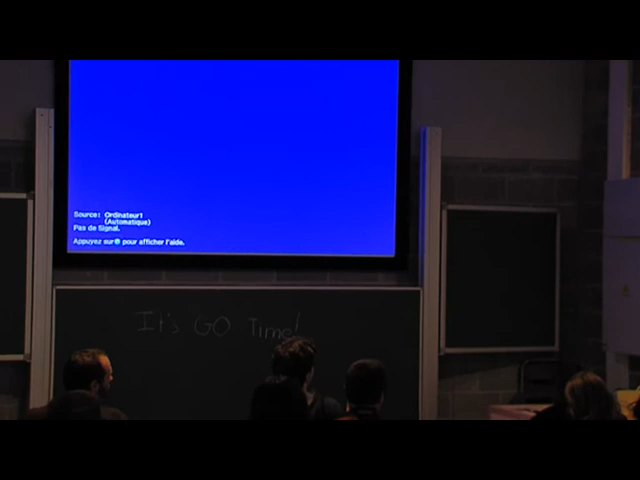 Source: Ordinateur1
(Automatique)
Pas de Signal.
Appuyez sur pour afficher l'aide.
It's GO Time!